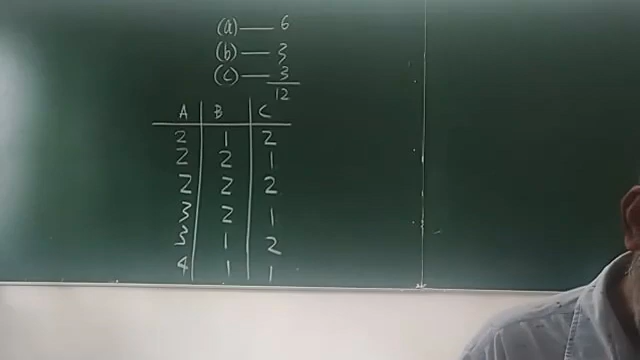 (a) — 6
(b) — 3
(c) — 3
12
A B C
2 1 2
2 2 1
2 2 2
3 2 1
3 1 2
4 1 1